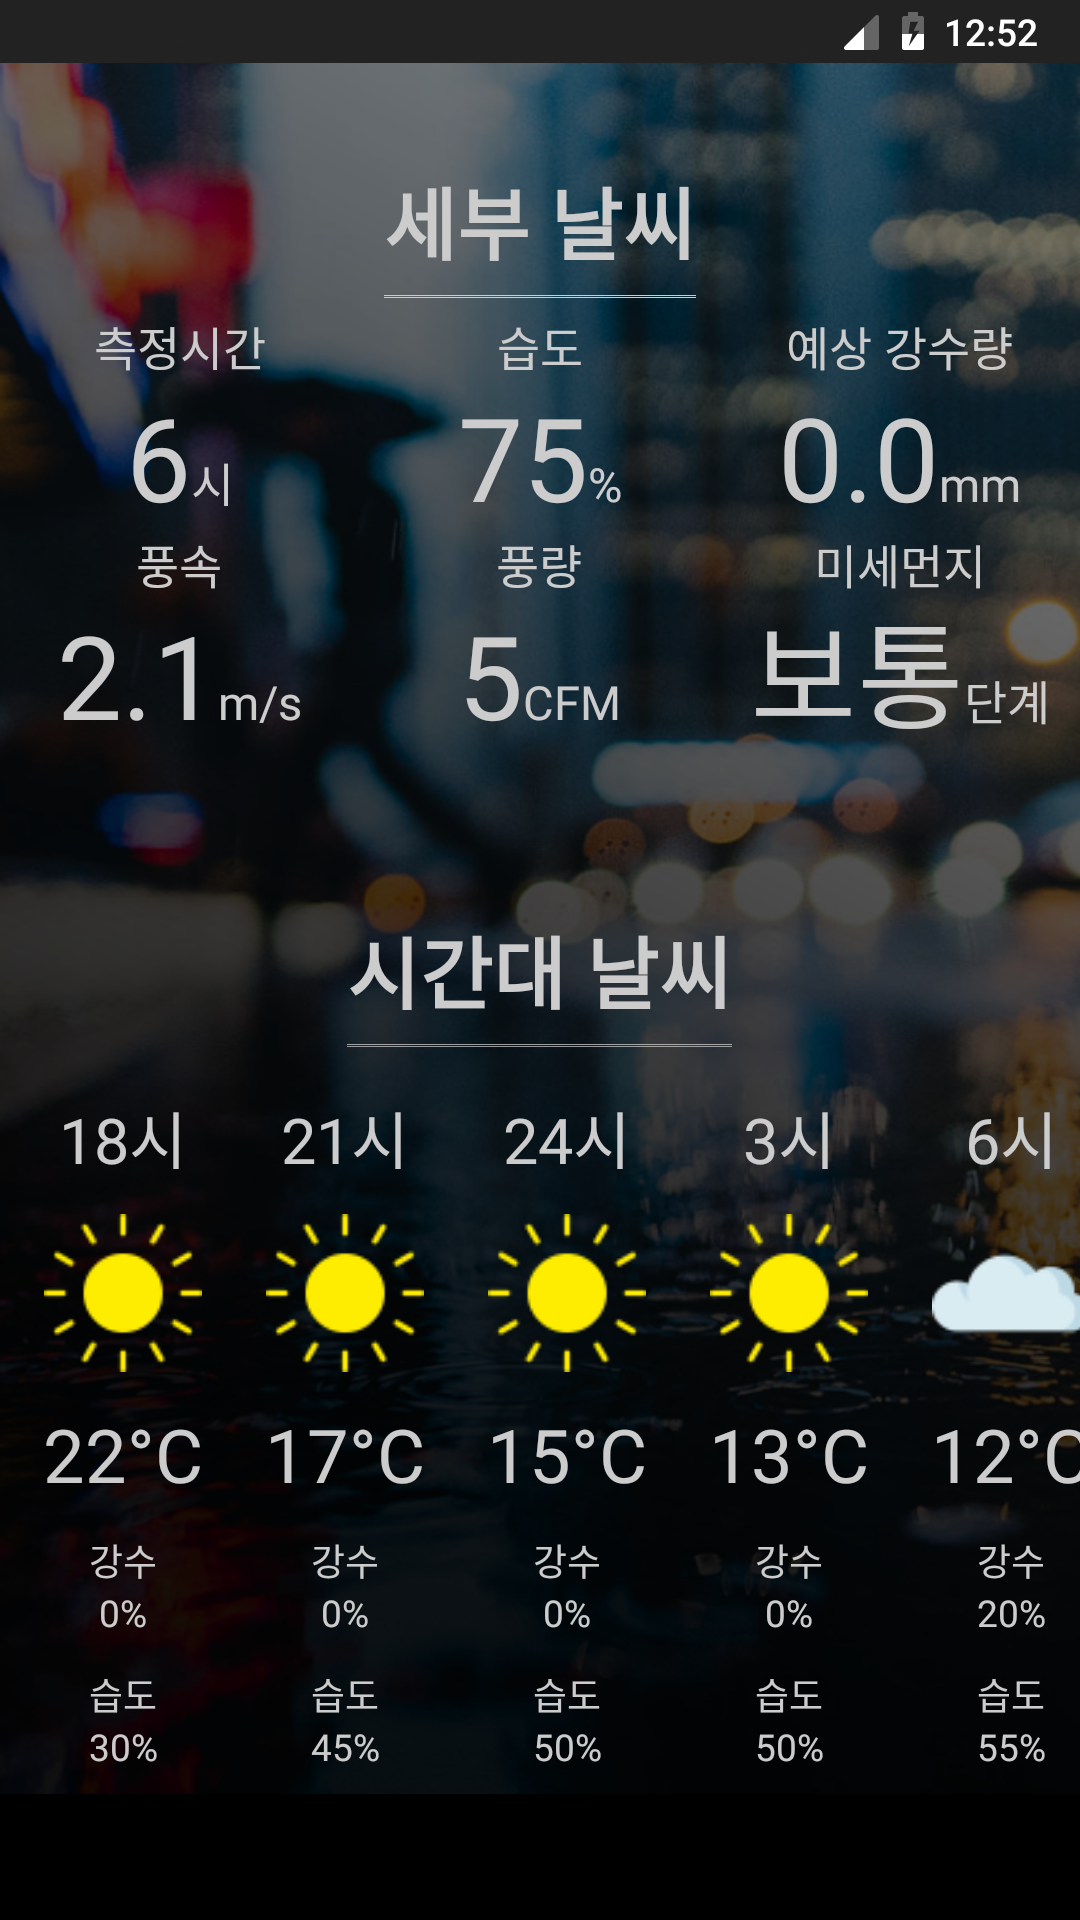 12:52
세부 날씨
측정시간 습도 예상 강수량
6시 75% 0.0mm
풍속 풍량 미세먼지
2.1m/s 5CFM 보통단계
시간대 날씨
18시 21시 24시 3시 6시
22°C 17°C 15°C 13°C 12°C
강수 강수 강수 강수 강수
0% 0% 0% 0% 20%
습도 습도 습도 습도 습도
30% 45% 50% 50% 55%